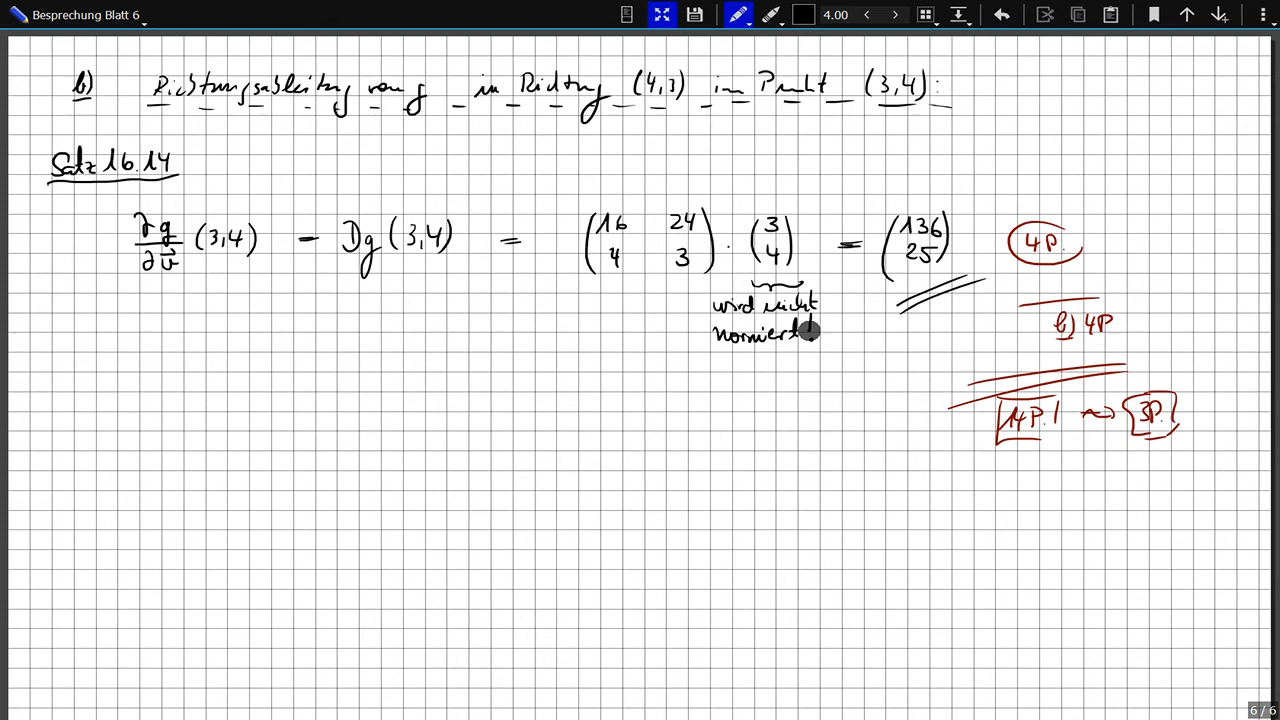 Besprechung Blatt 6
4.00
b) Richtungsableitung von g in Richtung (4,3) im Punkt (3,4):
Satz 16.14
∂g/∂v⃗ (3,4) = Dg(3,4) = (16 24; 4 3) · (3; 4) = (136; 25) 4P.
wird nicht
normiert!
b) 4P
14P. ⇝ 3P.
6 / 6